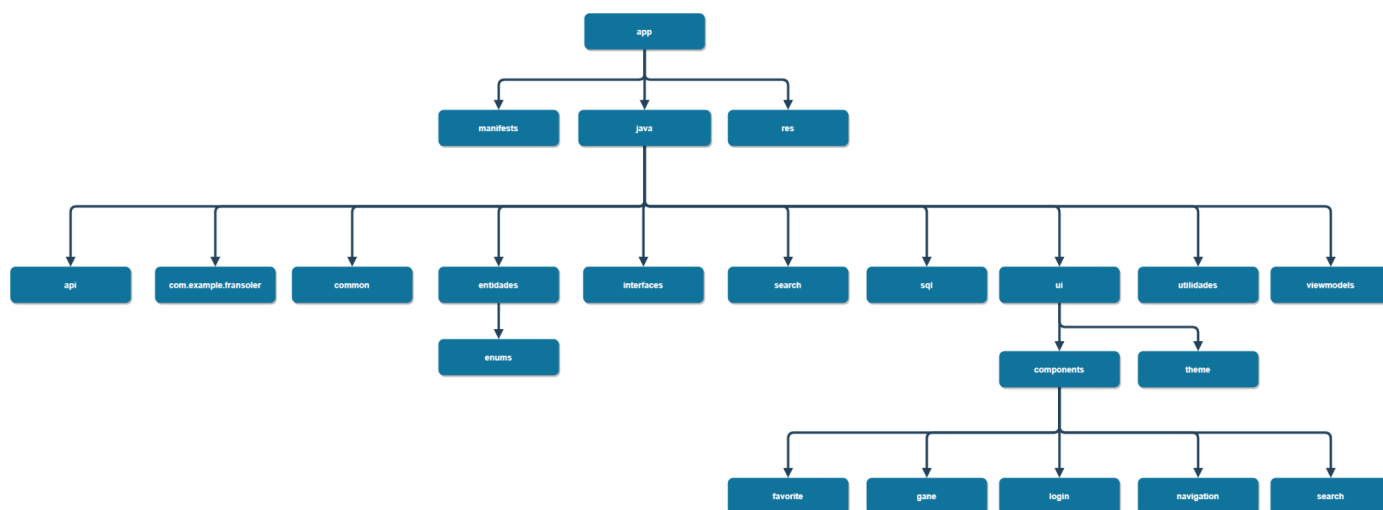 app
manifests
java
res
api
com.example.fransoler
common
entidades
interfaces
search
sql
ui
utilidades
viewmodels
enums
components
theme
favorite
gane
login
navigation
search